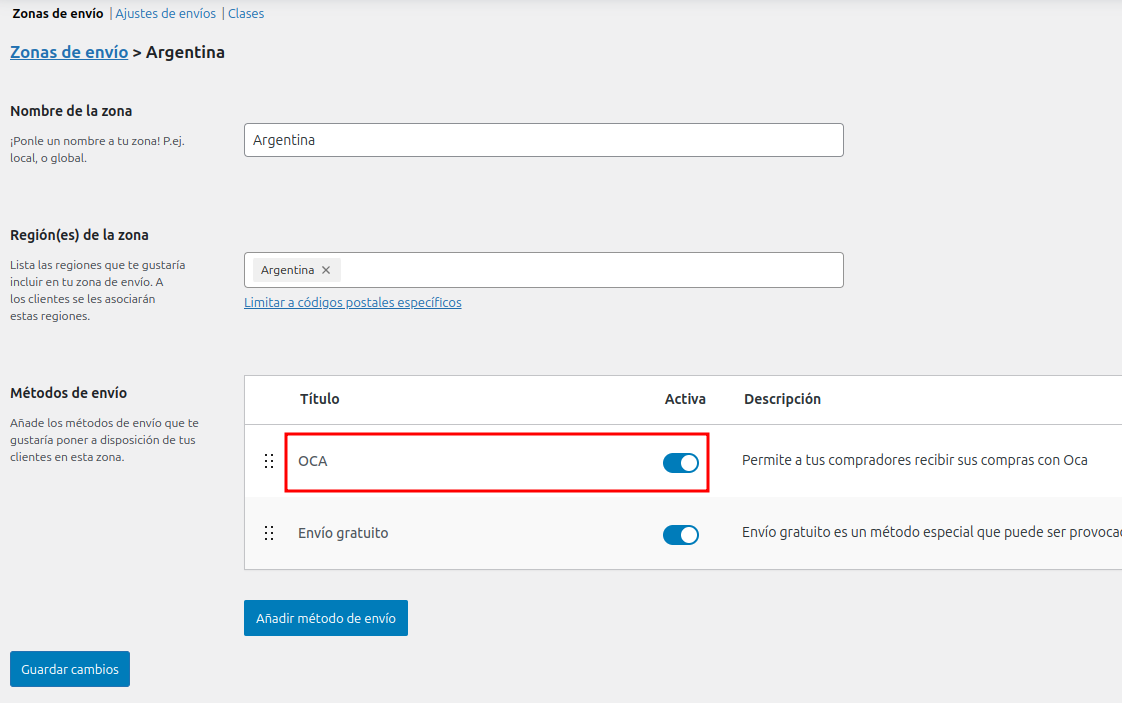 Zonas de envío | Ajustes de envíos | Clases
Zonas de envío > Argentina
Nombre de la zona
¡Ponle un nombre a tu zona! P.ej.
local, o global.
Argentina
Región(es) de la zona
Lista las regiones que te gustaría
incluir en tu zona de envío. A
los clientes se les asociarán
estas regiones.
Argentina ×
Limitar a códigos postales específicos
Métodos de envío
Añade los métodos de envío que te
gustaría poner a disposición de tus
clientes en esta zona.
Título Activa Descripción
OCA Permite a tus compradores recibir sus compras con Oca
Envío gratuito Envío gratuito es un método especial que puede ser
Añadir método de envío
Guardar cambios